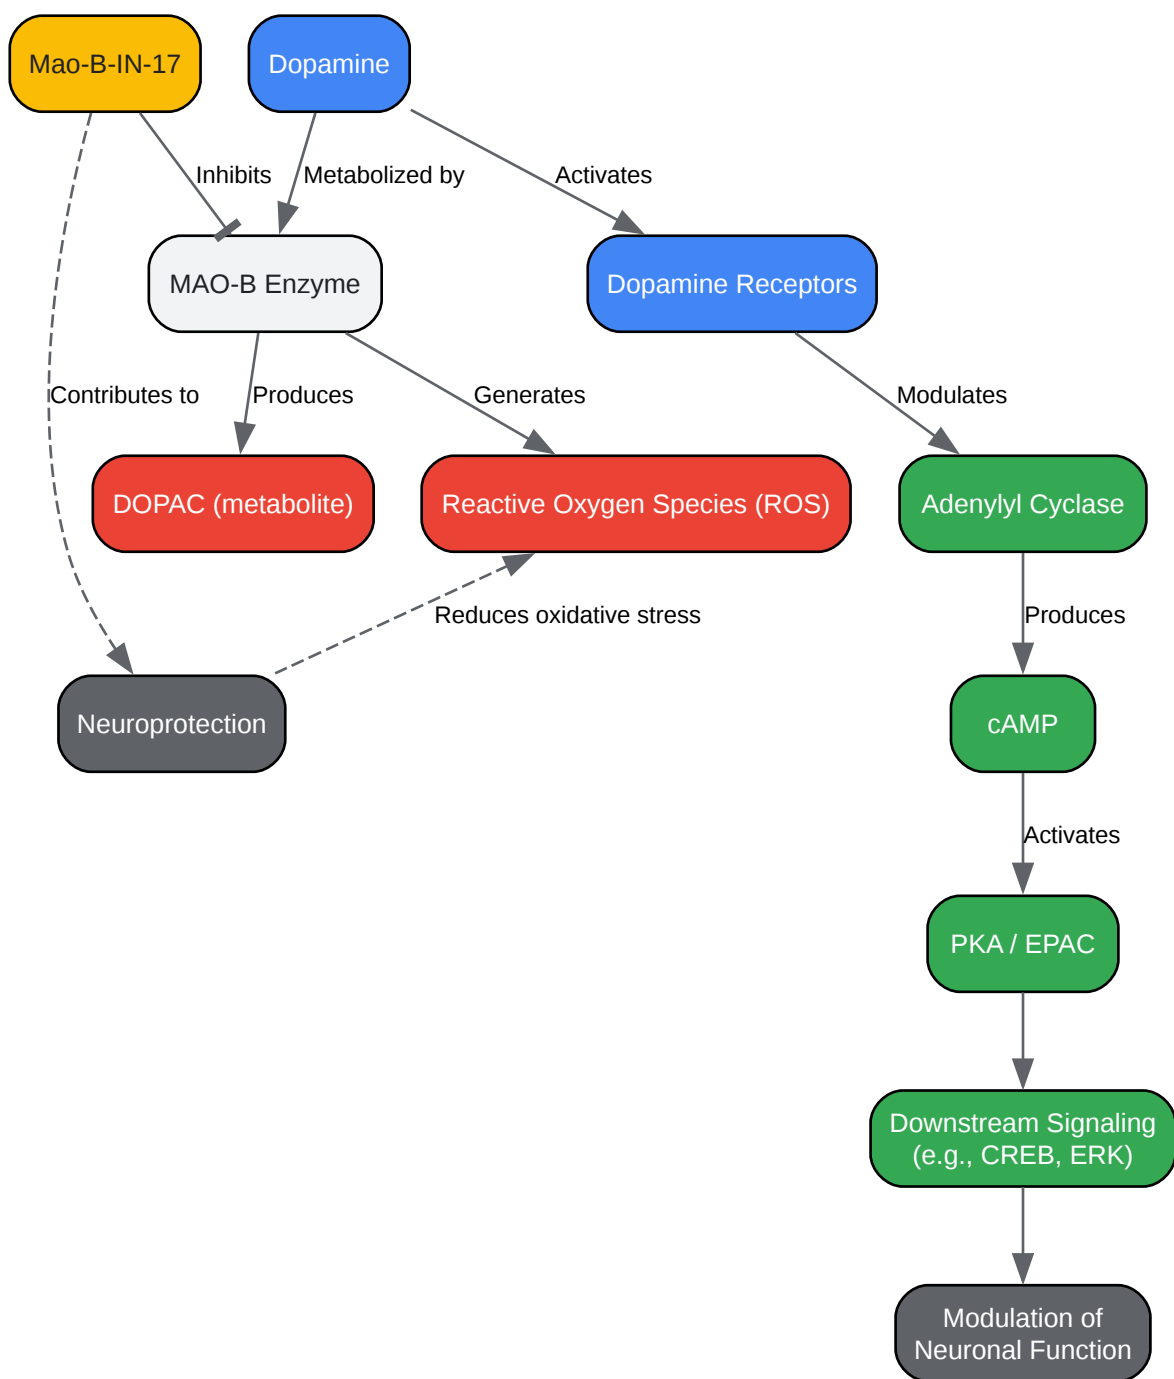 Mao-B-IN-17
Dopamine
Inhibits
Metabolized by
Activates
MAO-B Enzyme
Dopamine Receptors
Contributes to
Produces
Generates
Modulates
DOPAC (metabolite)
Reactive Oxygen Species (ROS)
Adenylyl Cyclase
Reduces oxidative stress
Produces
Neuroprotection
cAMP
Activates
PKA / EPAC
Downstream Signaling
(e.g., CREB, ERK)
Modulation of
Neuronal Function